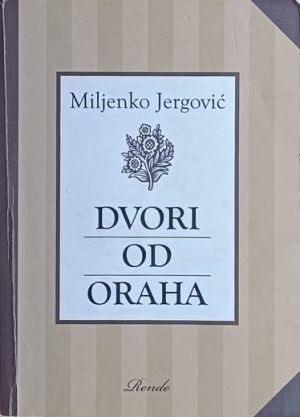 Miljenko Jergović
DVORI
OD
ORAHA
Rende